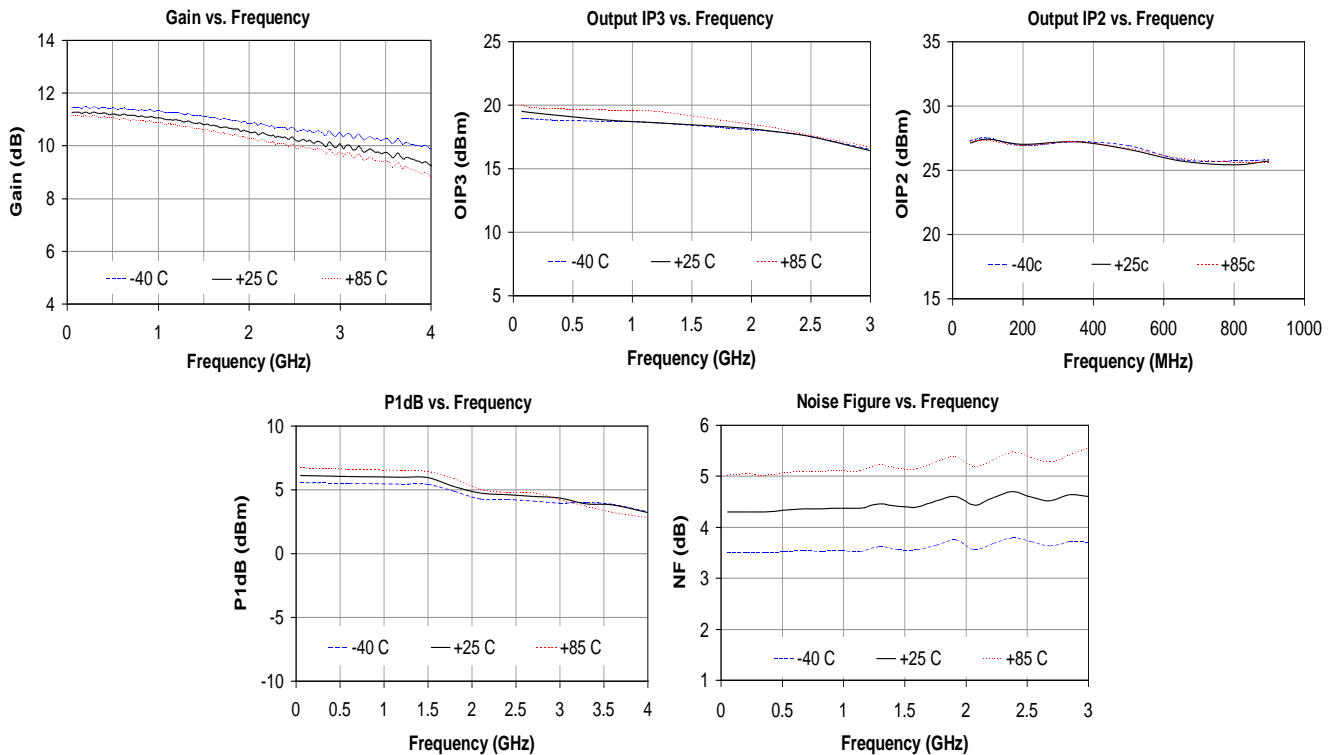 Gain vs. Frequency
14
12
10
8
6
4
Gain (dB)
-40 C
+25 C
+85 C
0
1
2
3
4
Frequency (GHz)
Output IP3 vs. Frequency
25
20
15
10
5
OIP3 (dBm)
-40 C
+25 C
+85 C
0
0.5
1
1.5
2
2.5
3
Frequency (GHz)
Output IP2 vs. Frequency
35
30
25
20
15
OIP2 (dBm)
-40c
+25c
+85c
0
200
400
600
800
1000
Frequency (MHz)
P1dB vs. Frequency
10
5
0
-5
-10
P1dB (dBm)
-40 C
+25 C
+85 C
0
0.5
1
1.5
2
2.5
3
3.5
4
Frequency (GHz)
Noise Figure vs. Frequency
6
5
4
3
2
1
NF (dB)
-40 C
+25 C
+85 C
0
0.5
1
1.5
2
2.5
3
Frequency (GHz)